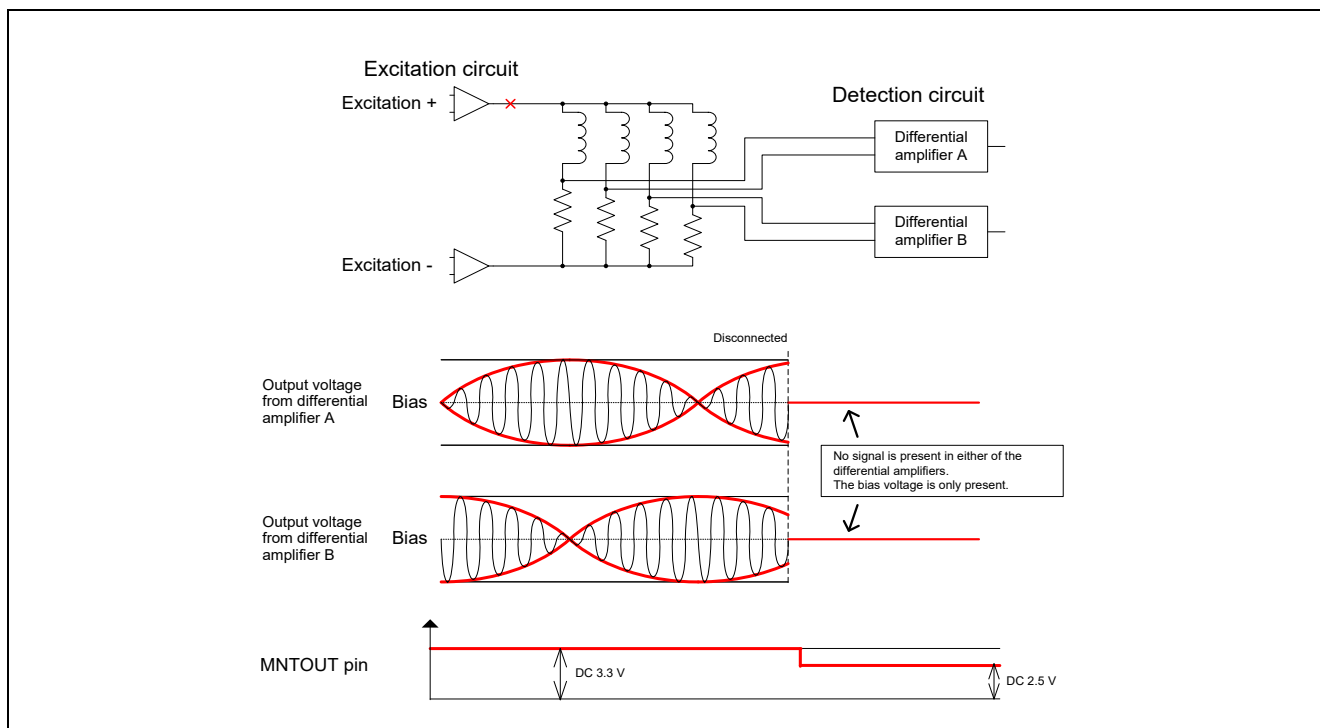 Excitation circuit
Excitation +
Detection circuit
Differential
amplifier A
Differential
amplifier B
Excitation -
Disconnected
Output voltage
from differential
amplifier A
Bias
No signal is present in either of the
differential amplifiers.
The bias voltage is only present.
Output voltage
from differential
amplifier B
Bias
MNTOUT pin
DC 3.3 V
DC 2.5 V